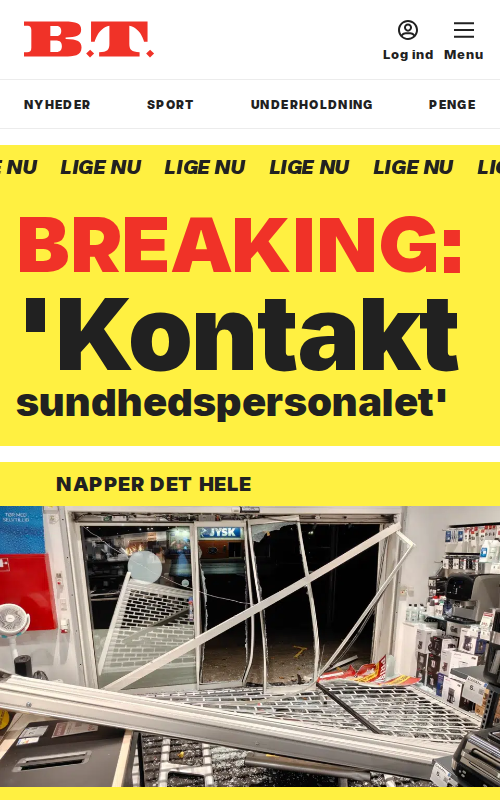 B.T.
Log ind
Menu
NYHEDER SPORT UNDERHOLDNING PENGE
E NU LIGE NU LIGE NU LIGE NU LIGE NU LIG
BREAKING:
'Kontakt
sundhedspersonalet'
NAPPER DET HELE
JYSK